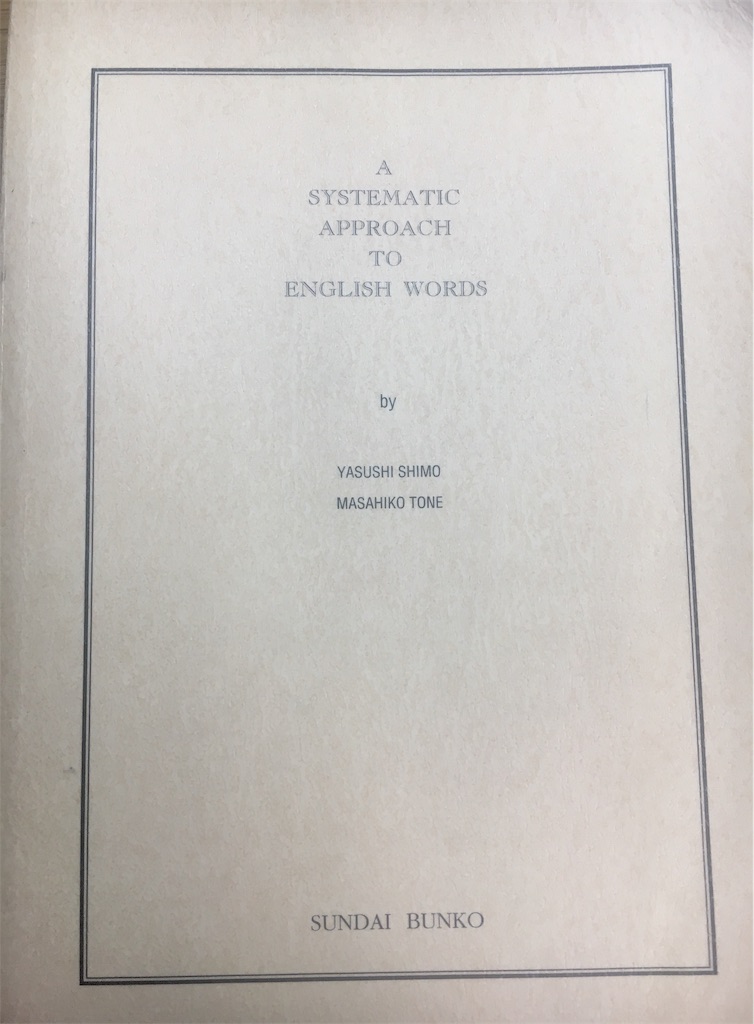 A
SYSTEMATIC
APPROACH
TO
ENGLISH WORDS
by
YASUSHI SHIMO
MASAHIKO TONE
SUNDAI BUNKO